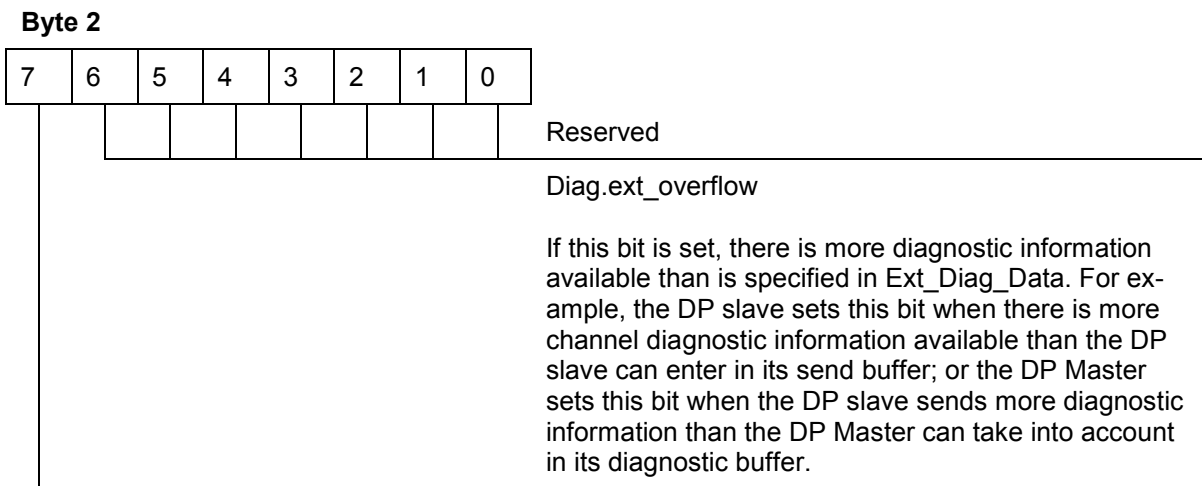 Byte 2
7 6 5 4 3 2 1 0
Reserved
Diag.ext_overflow
If this bit is set, there is more diagnostic information
available than is specified in Ext_Diag_Data. For ex-
ample, the DP slave sets this bit when there is more
channel diagnostic information available than the DP
slave can enter in its send buffer; or the DP Master
sets this bit when the DP slave sends more diagnostic
information than the DP Master can take into account
in its diagnostic buffer.